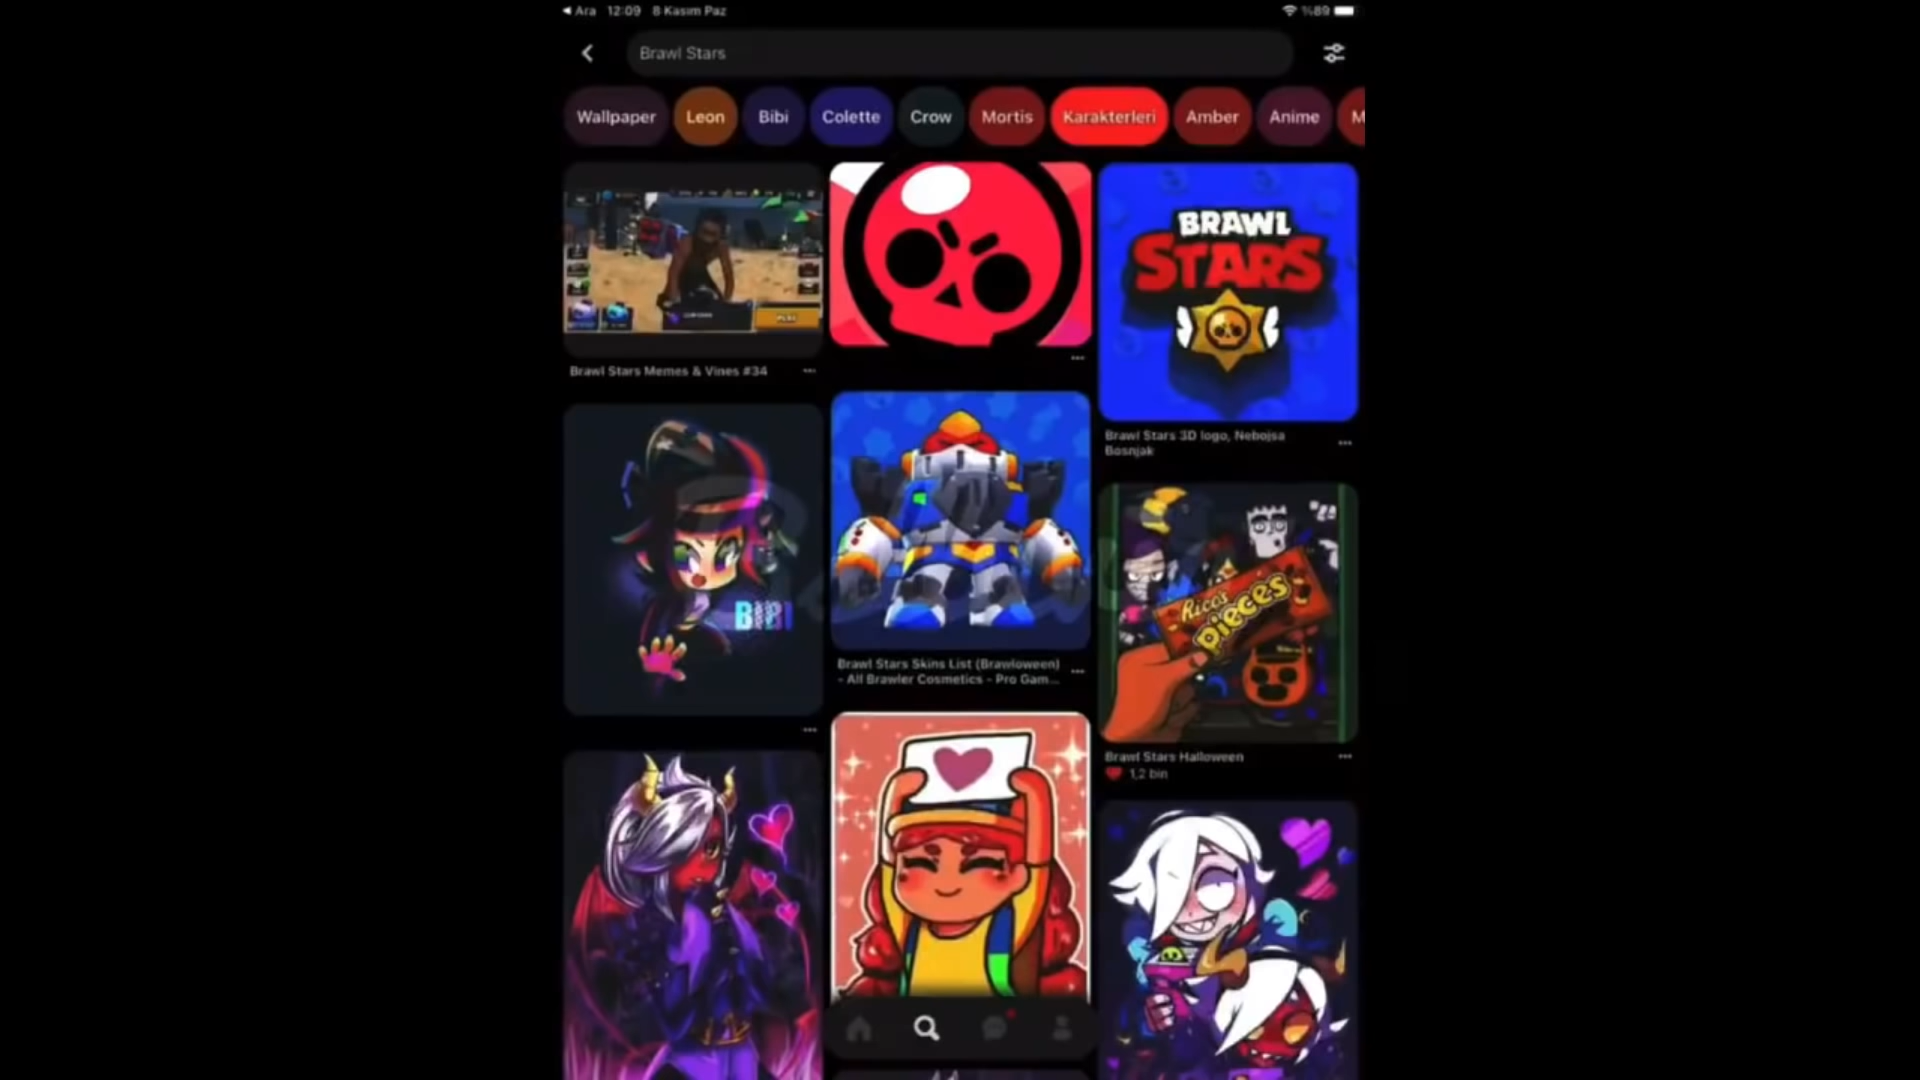 Ara 12:09 8 Kasım Paz %89
Brawl Stars
Wallpaper Leon Bibi Colette Crow Mortis Karakterleri Amber Anime M
PLAY
Brawl Stars Memes & Vines #34
BRAWL
STARS
Brawl Stars 3D logo, Nebojsa
Bosnjak
BIBI
Brawl Stars Skins List (Brawloween)
- All Brawler Cosmetics - Pro Gam...
Rico's
Pieces
Brawl Stars Halloween
1,2 bin